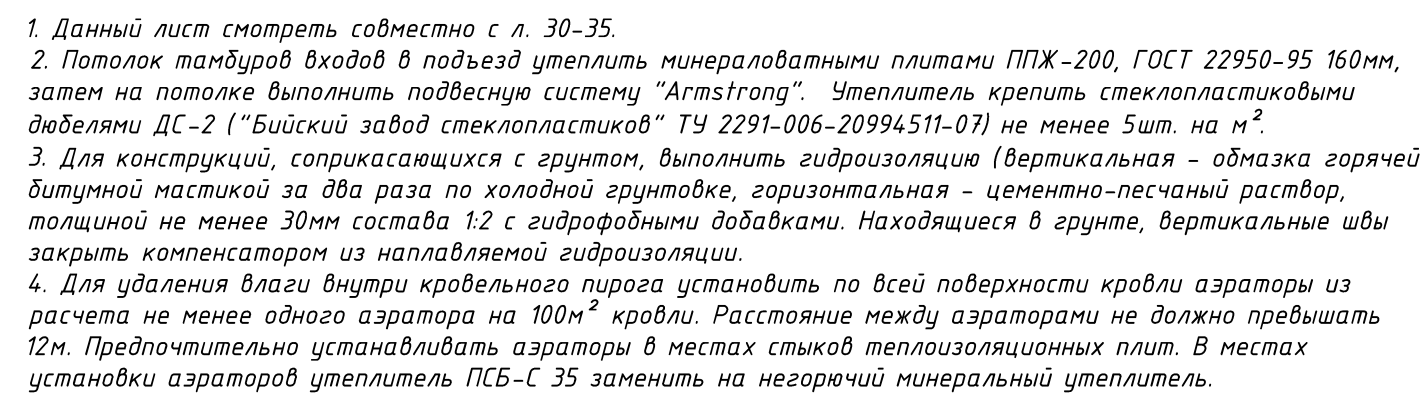 1. Данный лист смотреть совместно с л. 30-35.
2. Потолок тамбуров входов в подъезд утеплить минераловатными плитами ППЖ-200, ГОСТ 22950-95 160мм,
затем на потолке выполнить подвесную систему "Armstrong". Утеплитель крепить стеклопластиковыми
дюбелями ДС-2 ("Бийский завод стеклопластиков" ТУ 2291-006-20994511-07) не менее 5шт. на м².
3. Для конструкций, соприкасающихся с грунтом, выполнить гидроизоляцию (вертикальная - обмазка горячей
битумной мастикой за два раза по холодной грунтовке, горизонтальная - цементно-песчаный раствор,
толщиной не менее 30мм состава 1:2 с гидрофобными добавками. Находящиеся в грунте, вертикальные швы
закрыть компенсатором из наплавляемой гидроизоляции.
4. Для удаления влаги внутри кровельного пирога установить по всей поверхности кровли аэраторы из
расчета не менее одного аэратора на 100м² кровли. Расстояние между аэраторами не должно превышать
12м. Предпочтительно устанавливать аэраторы в местах стыков теплоизоляционных плит. В местах
установки аэраторов утеплитель ПСБ-С 35 заменить на негорючий минеральный утеплитель.